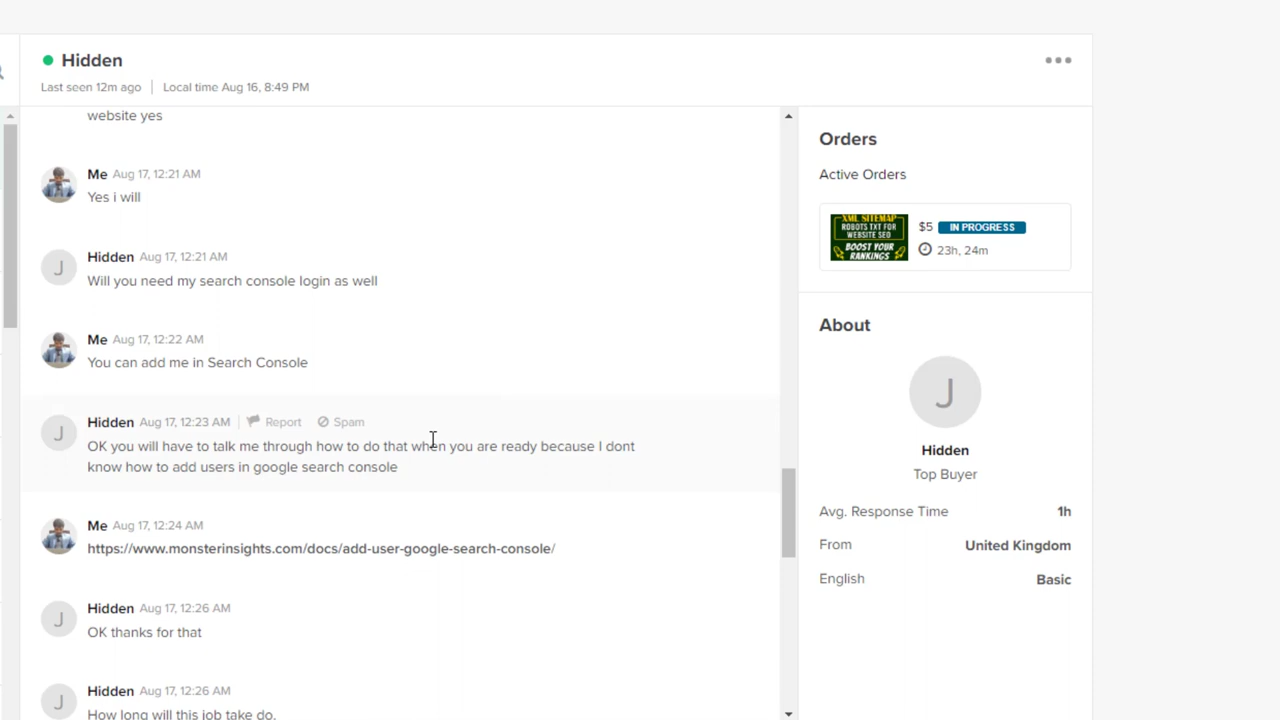 Hidden
Last seen 12m ago
Local time Aug 16, 8:49 PM
website yes
Me Aug 17, 12:21 AM
Yes i will
J
Hidden Aug 17, 12:21 AM
Will you need my search console login as well
Me Aug 17, 12:22 AM
You can add me in Search Console
J
Hidden Aug 17, 12:23 AM Report Spam
OK you will have to talk me through how to do that when you are ready because I dont
know how to add users in google search console
Me Aug 17, 12:24 AM
https://www.monsterinsights.com/docs/add-user-google-search-console/
J
Hidden Aug 17, 12:26 AM
OK thanks for that
J
Hidden Aug 17, 12:26 AM
How long will this job take do,
Orders
Active Orders
XML SITEMAP
ROBOTS TXT FOR
WEBSITE SEO
BOOST YOUR
RANKINGS
$5 IN PROGRESS
23h, 24m
About
J
Hidden
Top Buyer
Avg. Response Time 1h
From United Kingdom
English Basic